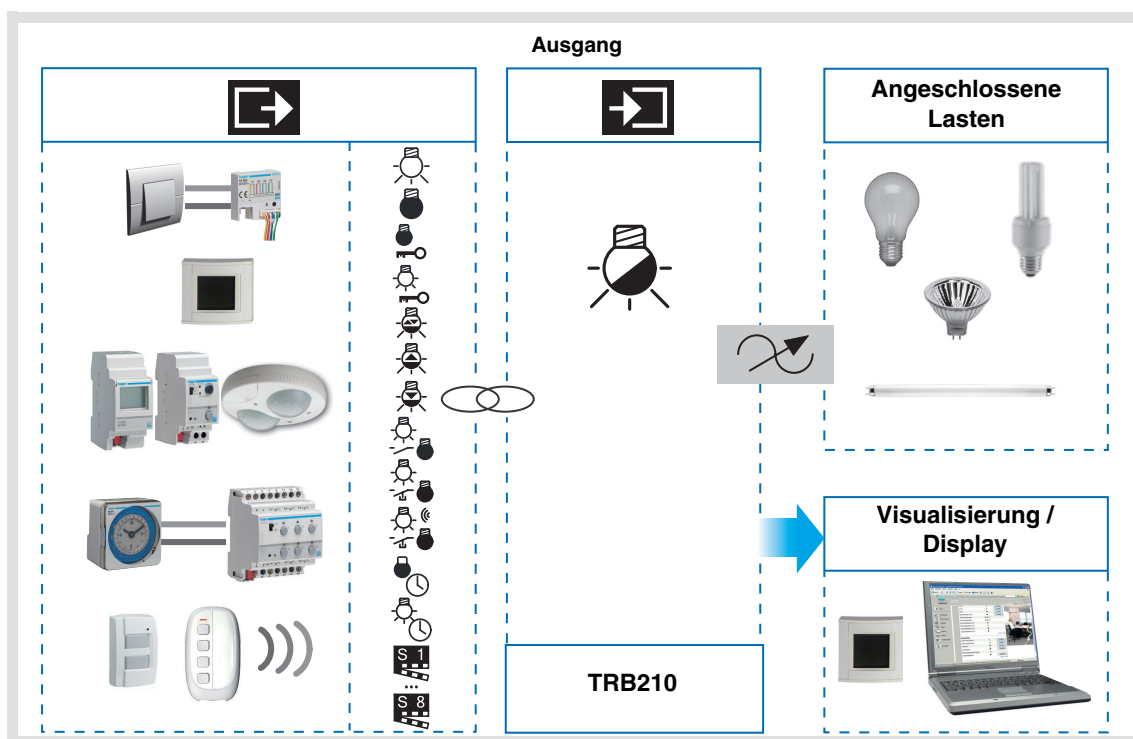 Ausgang
Angeschlossene
Lasten
S 1
...
S 8
TRB210
Visualisierung /
Display